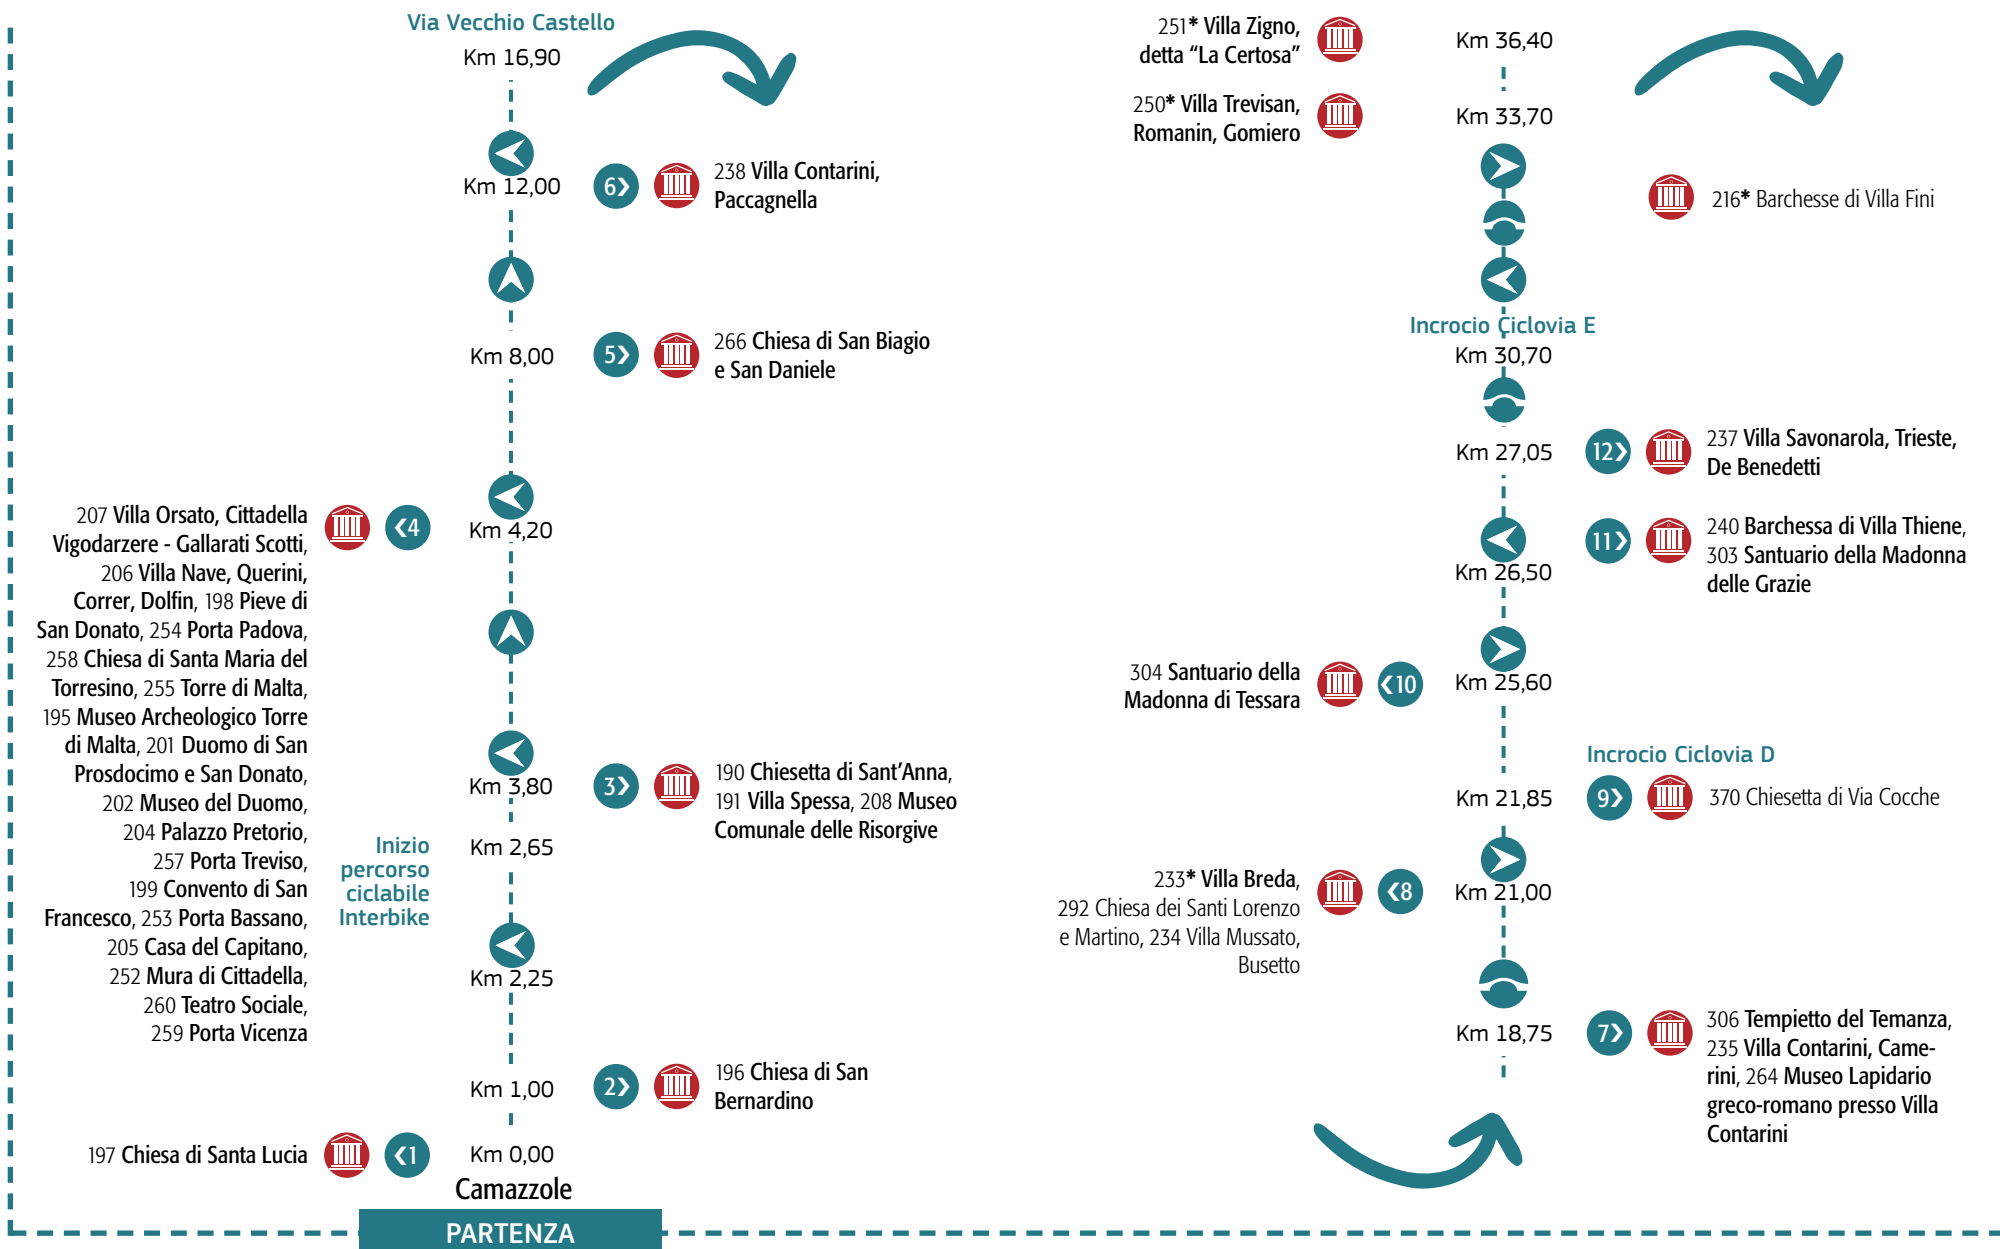 Via Vecchio Castello
Km 16,90
Km 12,00
6
238 Villa Contarini,
Paccagnella
Km 8,00
5
266 Chiesa di San Biagio
e San Daniele
207 Villa Orsato, Cittadella
Vigodarzere - Gallarati Scotti,
206 Villa Nave, Querini,
Correr, Dolfin, 198 Pieve di
San Donato, 254 Porta Padova,
258 Chiesa di Santa Maria del
Torresino, 255 Torre di Malta,
195 Museo Archeologico Torre
di Malta, 201 Duomo di San
Prosdocimo e San Donato,
202 Museo del Duomo,
204 Palazzo Pretorio,
257 Porta Treviso,
199 Convento di San
Francesco, 253 Porta Bassano,
205 Casa del Capitano,
252 Mura di Cittadella,
260 Teatro Sociale,
259 Porta Vicenza
4
Km 4,20
Km 3,80
3
190 Chiesetta di Sant'Anna,
191 Villa Spessa, 208 Museo
Comunale delle Risorgive
Inizio
percorso
ciclabile
Interbike
Km 2,65
Km 2,25
Km 1,00
2
196 Chiesa di San
Bernardino
197 Chiesa di Santa Lucia
1
Km 0,00
Camazzole
PARTENZA
251* Villa Zigno,
detta “La Certosa”
Km 36,40
250* Villa Trevisan,
Romanin, Gomiero
Km 33,70
216* Barchesse di Villa Fini
Incrocio Ciclovia E
Km 30,70
Km 27,05
12
237 Villa Savonarola, Trieste,
De Benedetti
11
240 Barchessa di Villa Thiene,
303 Santuario della Madonna
delle Grazie
Km 26,50
304 Santuario della
Madonna di Tessara
10
Km 25,60
Incrocio Ciclovia D
Km 21,85
9
370 Chiesetta di Via Cocche
233* Villa Breda,
292 Chiesa dei Santi Lorenzo
e Martino, 234 Villa Mussato,
Busetto
8
Km 21,00
Km 18,75
7
306 Tempietto del Temanza,
235 Villa Contarini, Came-
rini, 264 Museo Lapidario
greco-romano presso Villa
Contarini